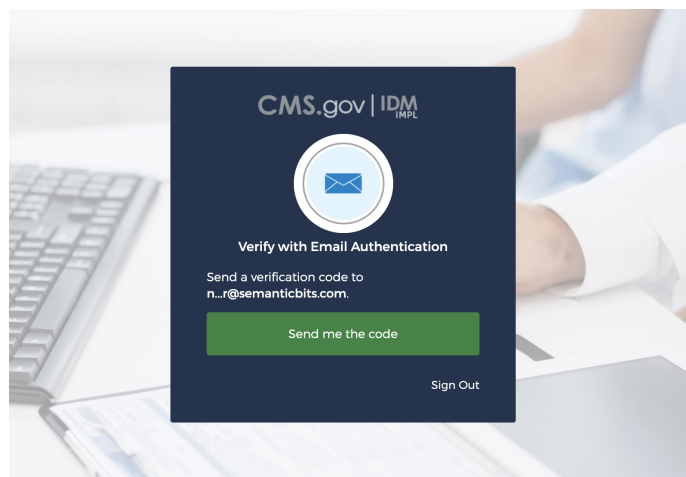 CMS.gov | IDM
IMPL
Verify with Email Authentication
Send a verification code to
n...r@semanticbits.com.
Send me the code
Sign Out